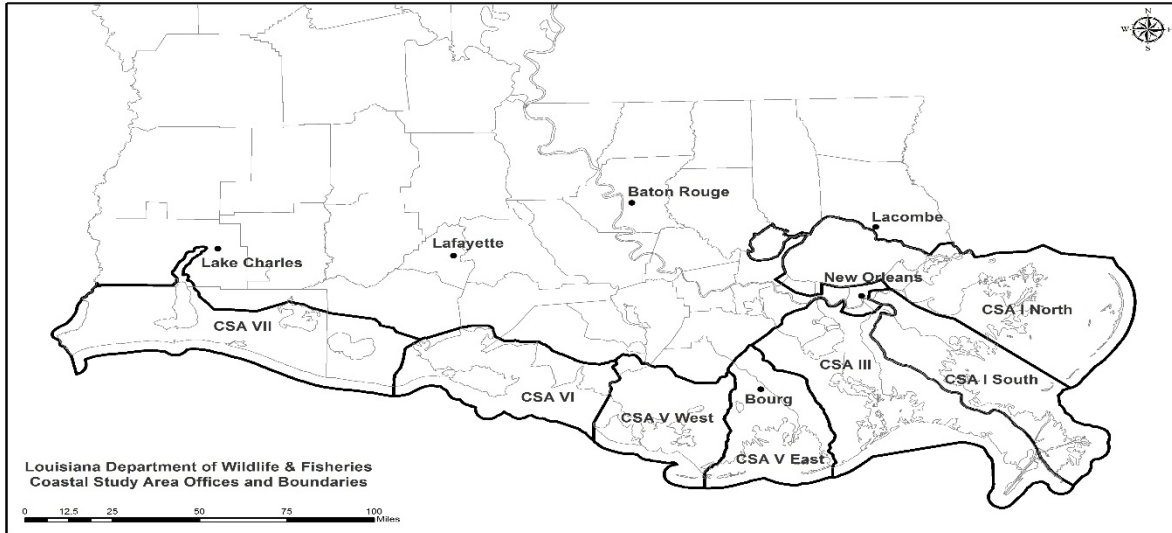 N
W E
S
Baton Rouge
Lacombe
Lafayette
Lake Charles
New Orleans
CSA I North
CSA VII
CSA III
CSA I South
CSA VI
Bourg
CSA V West
CSA V East
Louisiana Department of Wildlife & Fisheries
Coastal Study Area Offices and Boundaries
0 12.5 25 50 75 100
Miles